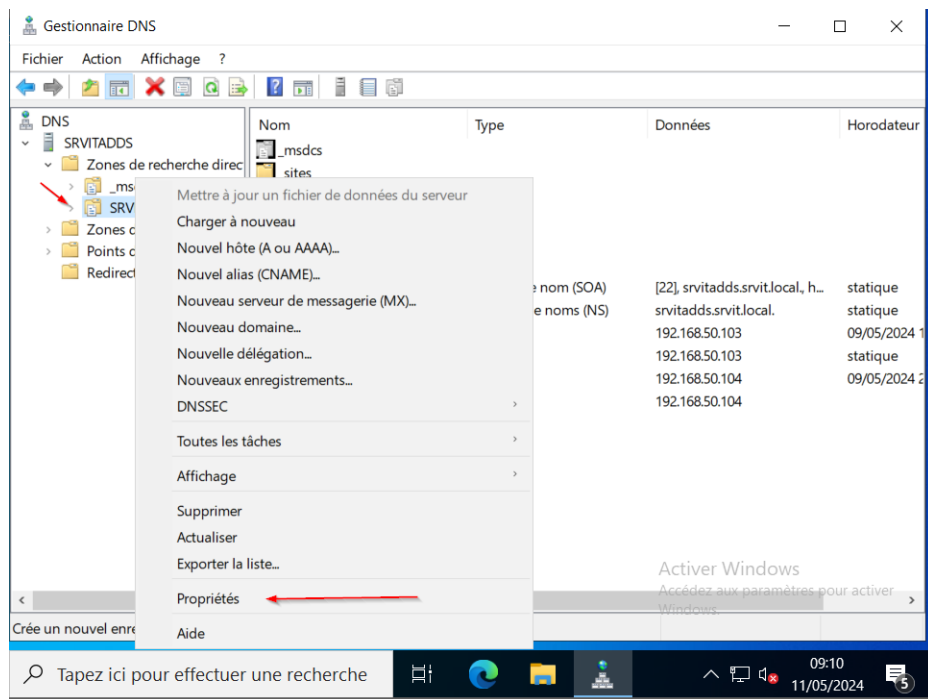 Gestionnaire DNS
Fichier Action Affichage ?
DNS
SRVITADDS
Zones de recherche direc
_ms
SRV
Zones d
Points d
Redirect
Nom Type Données Horodateur
_msdcs
_sites
Mettre à jour un fichier de données du serveur
Charger à nouveau
Nouvel hôte (A ou AAAA)...
Nouvel alias (CNAME)...
Nouveau serveur de messagerie (MX)...
Nouveau domaine...
Nouvelle délégation...
Nouveaux enregistrements...
DNSSEC
Toutes les tâches
Affichage
Supprimer
Actualiser
Exporter la liste...
Propriétés
Aide
e nom (SOA) [22], srvitadds.srvit.local., h... statique
e noms (NS) srvitadds.srvit.local. statique
192.168.50.103 09/05/2024 1
192.168.50.103 statique
192.168.50.104 09/05/2024 2
192.168.50.104
Activer Windows
Accédez aux paramètres pour activer
Windows.
Crée un nouvel enre
Tapez ici pour effectuer une recherche
09:10
11/05/2024
5